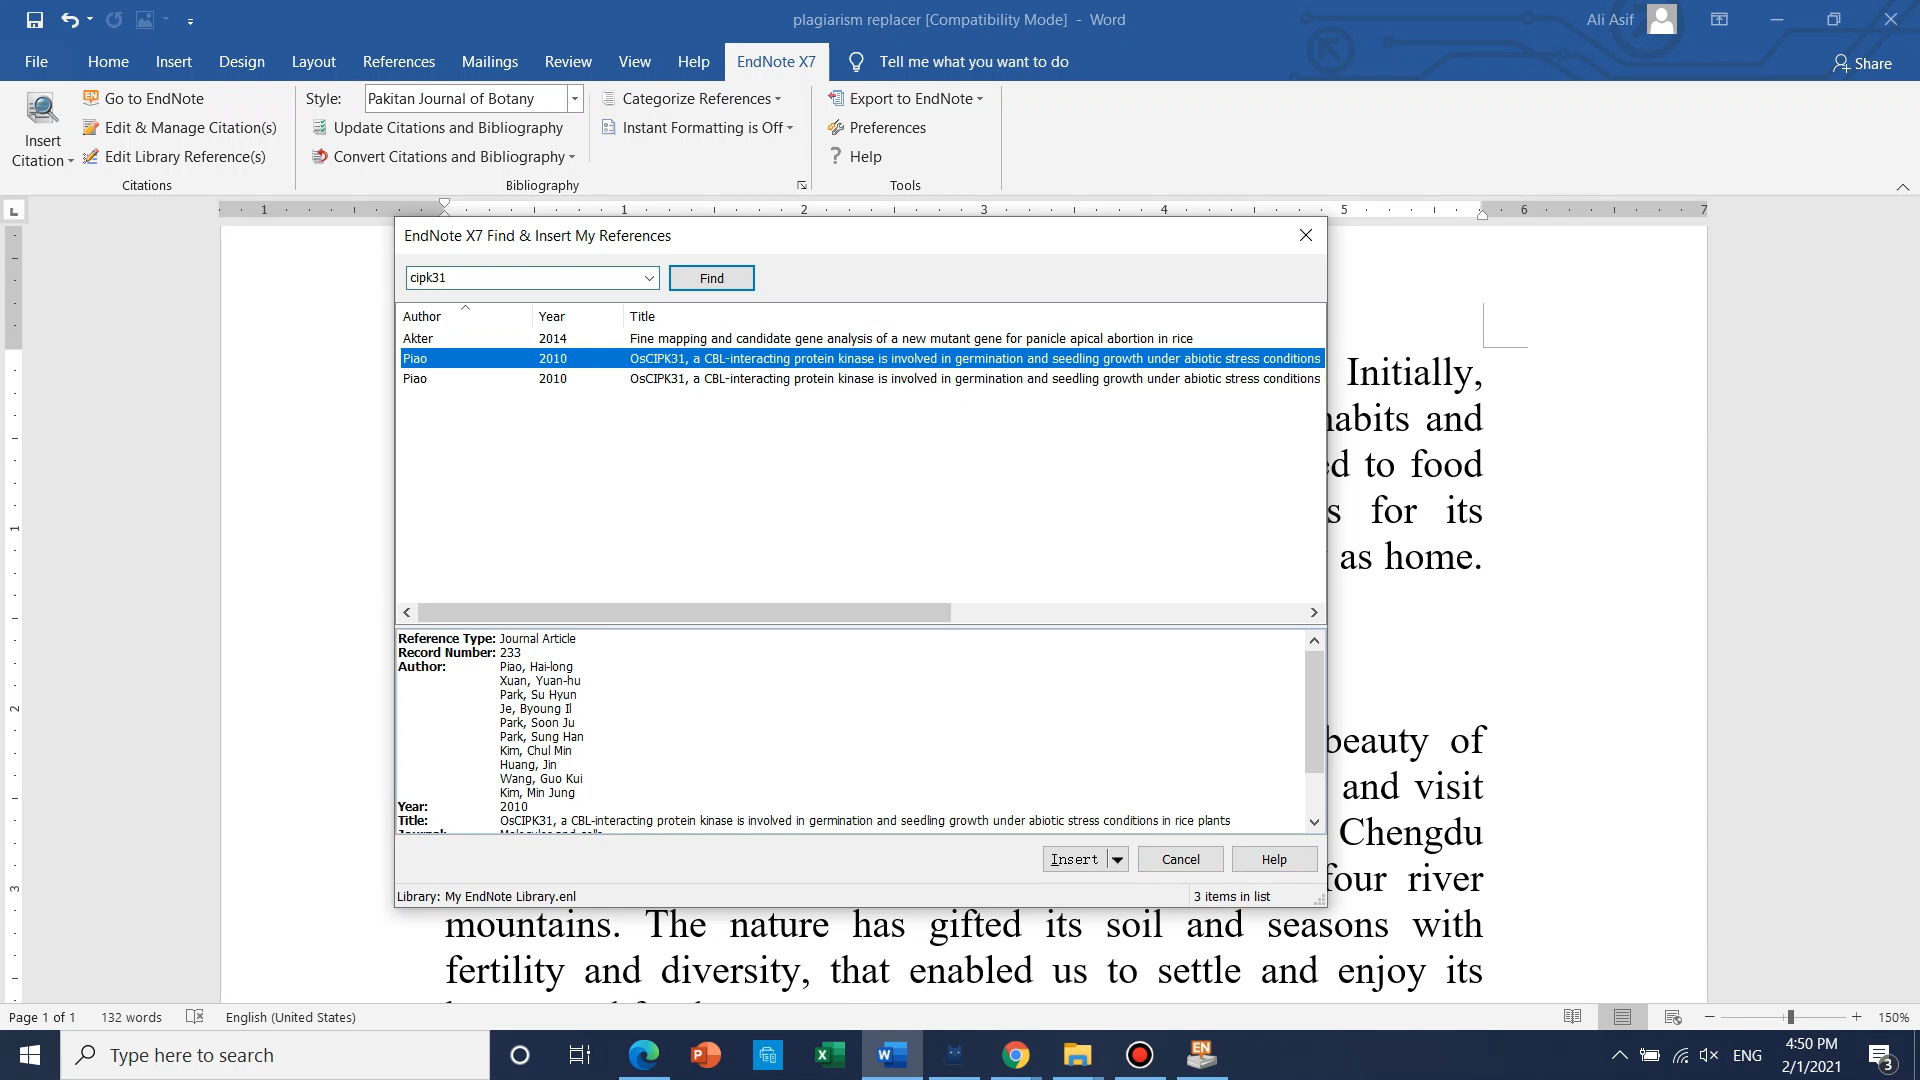 plagiarism replacer [Compatibility Mode] - Word
Ali Asif
File Home Insert Design Layout References Mailings Review View Help EndNote X7 Tell me what you want to do Share
Insert Citation
Go to EndNote
Edit & Manage Citation(s)
Edit Library Reference(s)
Citations
Style: Pakitan Journal of Botany
Update Citations and Bibliography
Convert Citations and Bibliography
Categorize References
Instant Formatting is Off
Bibliography
Export to EndNote
Preferences
Help
Tools
1 1 2 3 4 5 6 7
EndNote X7 Find & Insert My References
cipk31 Find
Author Year Title
Akter 2014 Fine mapping and candidate gene analysis of a new mutant gene for panicle apical abortion in rice
Piao 2010 OsCIPK31, a CBL-interacting protein kinase is involved in germination and seedling growth under abiotic stress conditions
Piao 2010 OsCIPK31, a CBL-interacting protein kinase is involved in germination and seedling growth under abiotic stress conditions
Reference Type: Journal Article
Record Number: 233
Author: Piao, Hai-long
Xuan, Yuan-hu
Park, Su Hyun
Je, Byoung Il
Park, Soon Ju
Park, Sung Han
Kim, Chul Min
Huang, Jin
Wang, Guo Kui
Kim, Min Jung
Year: 2010
Title: OsCIPK31, a CBL-interacting protein kinase is involved in germination and seedling growth under abiotic stress conditions in rice plants
Insert Cancel Help
Library: My EndNote Library.enl 3 items in list
Initially,
habits and
to food
for its
as home.
beauty of
and visit
Chengdu
four river
mountains. The nature has gifted its soil and seasons with
fertility and diversity, that enabled us to settle and enjoy its
1
2
3
Page 1 of 1 132 words English (United States) 150%
Type here to search
ENG
4:50 PM
2/1/2021
3